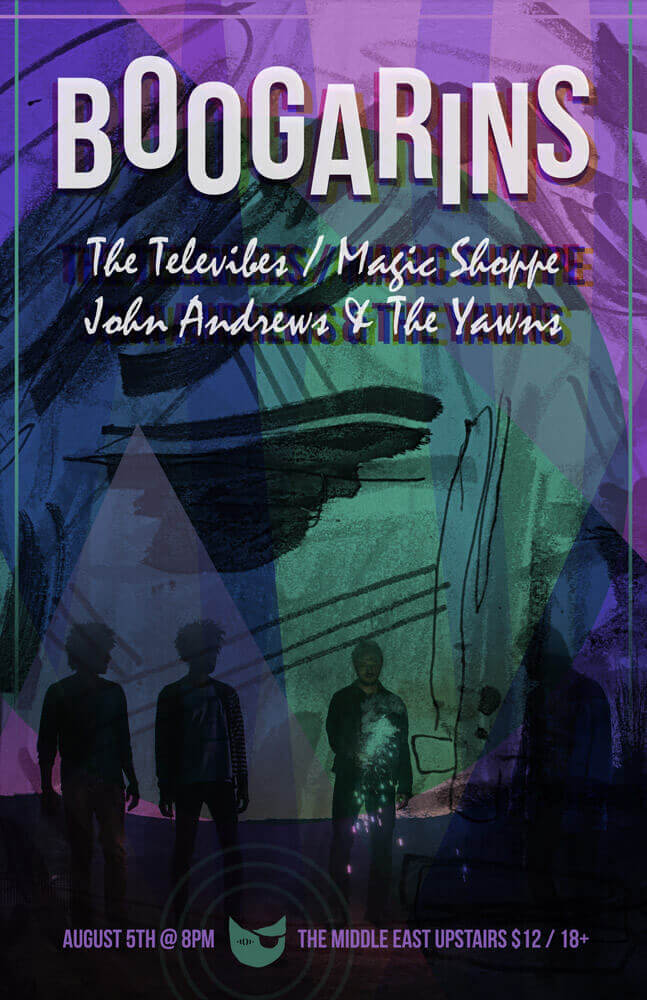 BOOGARINS
The Televibes / Magic Shoppe
John Andrews & The Yawns
AUGUST 5TH @ 8PM THE MIDDLE EAST UPSTAIRS $12 / 18+